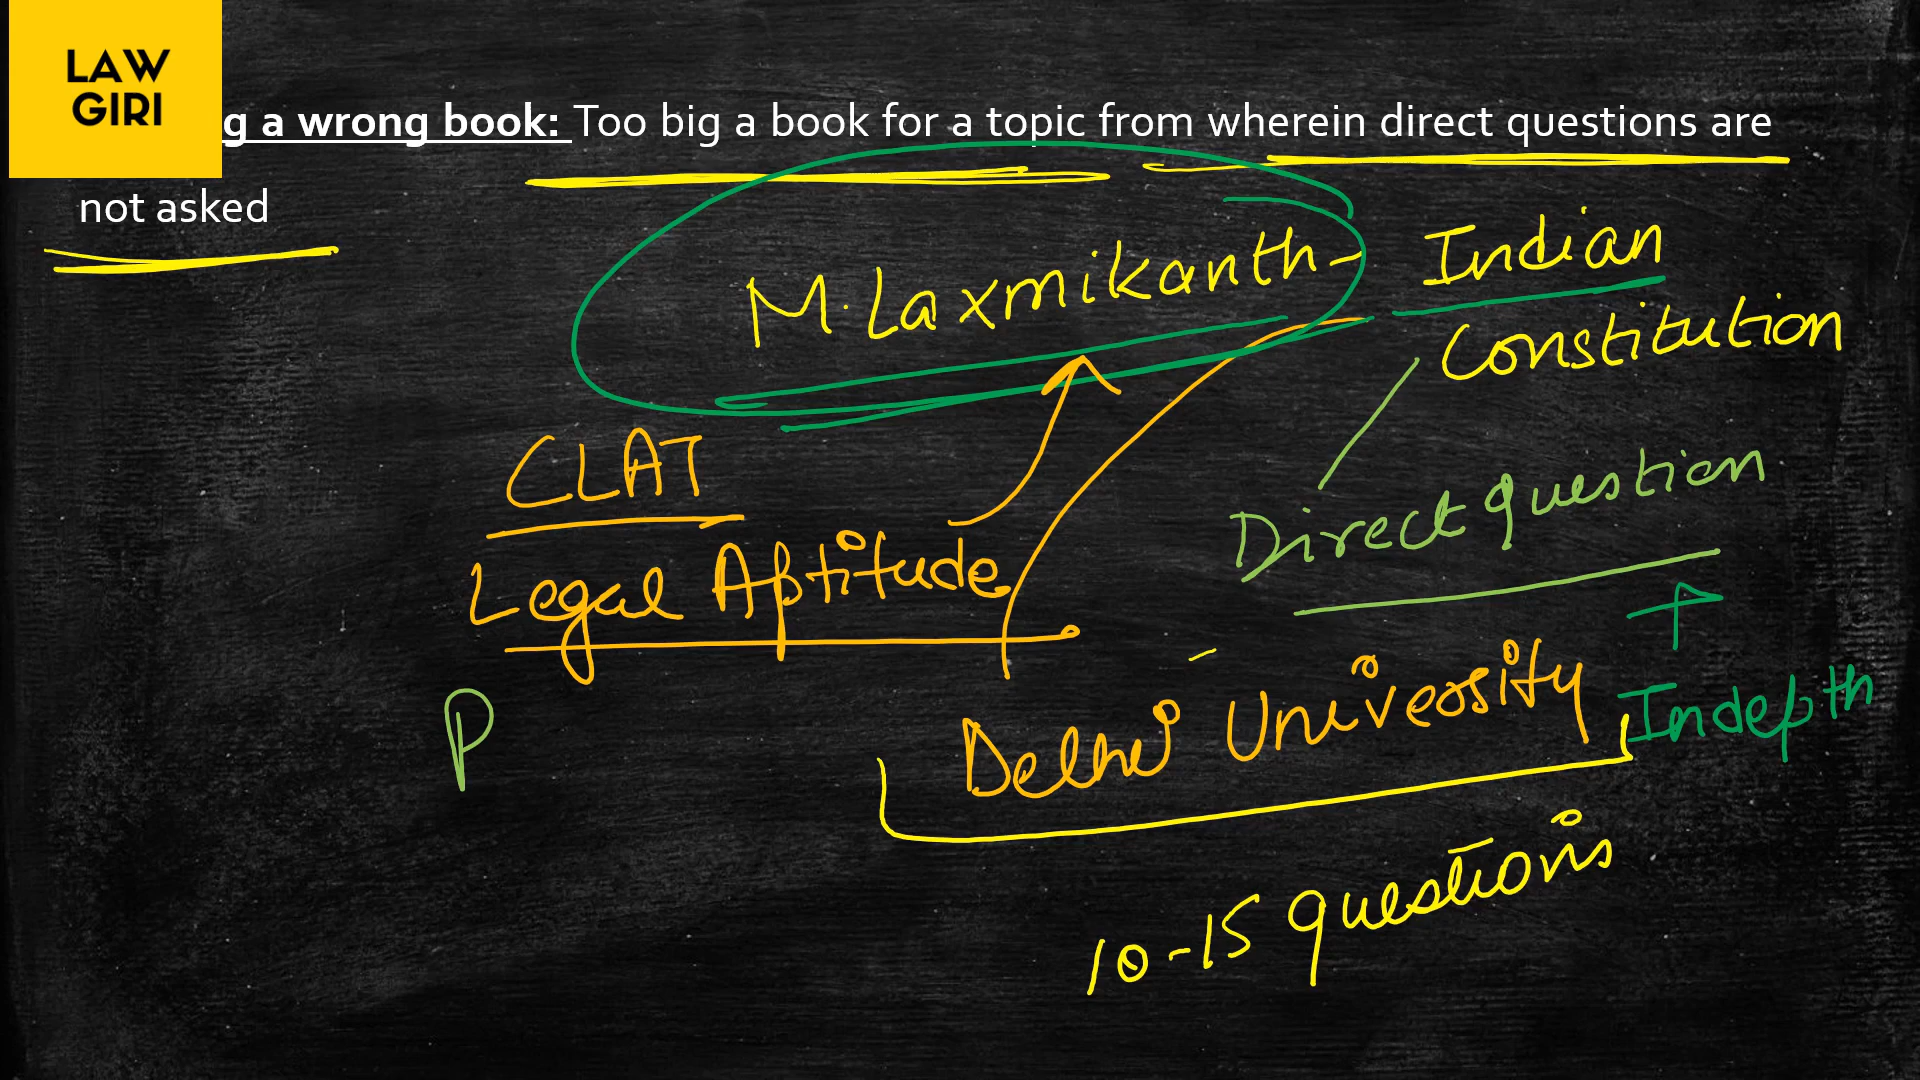 LAW
GIRI
g a wrong book: Too big a book for a topic from wherein direct questions are
not asked
M. Laxmikanth - Indian
Constitution
CLAT
Legal Aptitude
Direct question
Delhi University
Indepth
P
10-15 questions